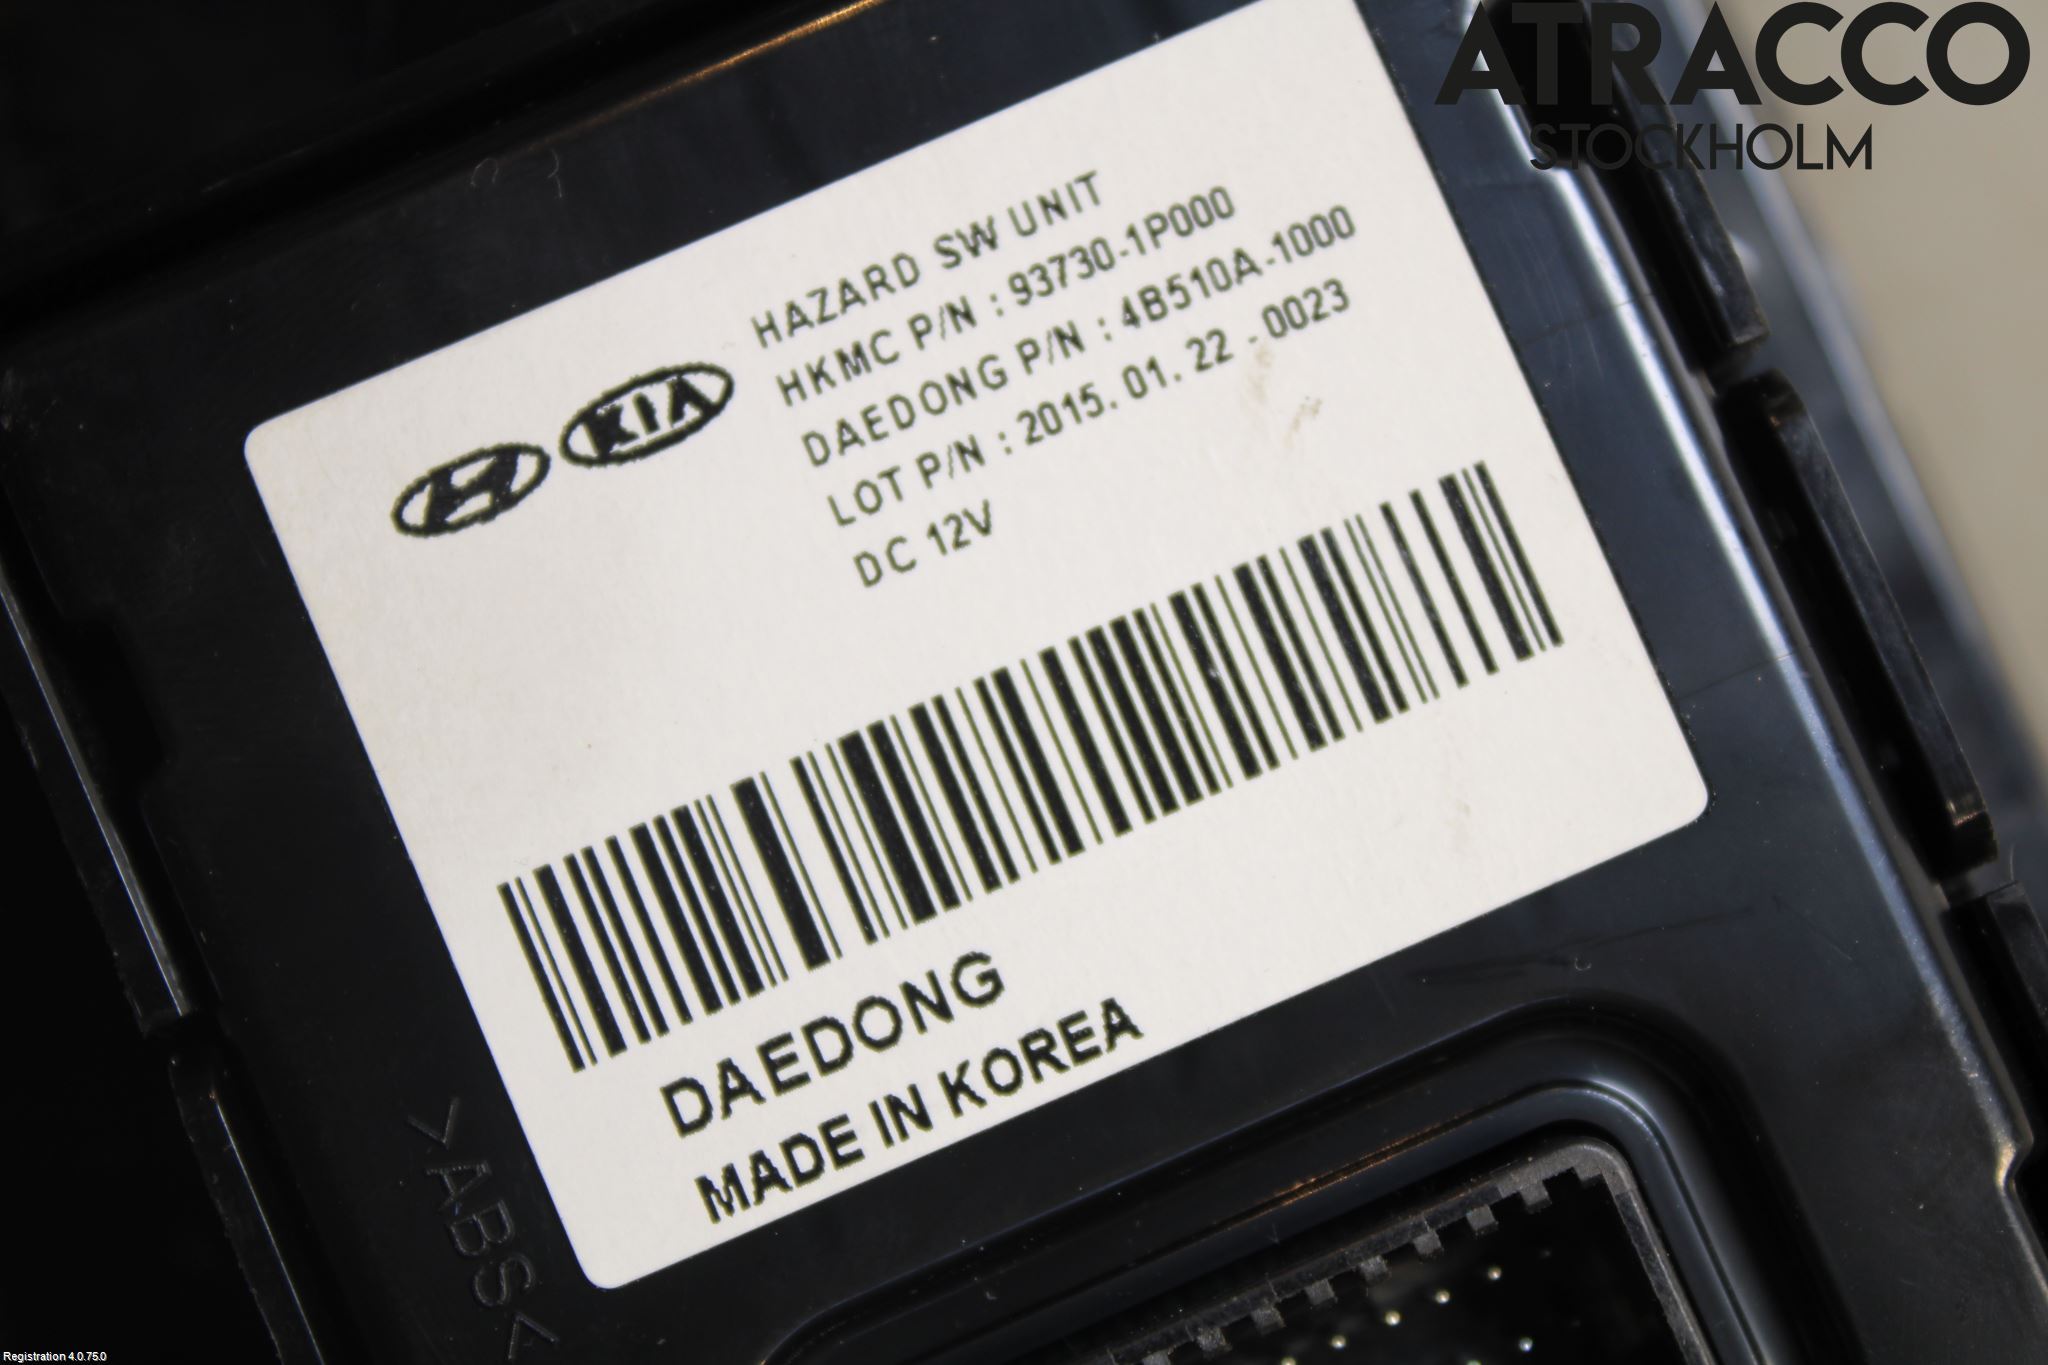 ATRACCO
STOCKHOLM
KIA
HAZARD SW UNIT
HKMC P/N : 93730-1P000
DAEDONG P/N : 4B510A-1000
LOT P/N : 2015. 01. 22 - 0023
DC 12V
DAEDONG
MADE IN KOREA
>ABS<
Registration 4.0.75.0